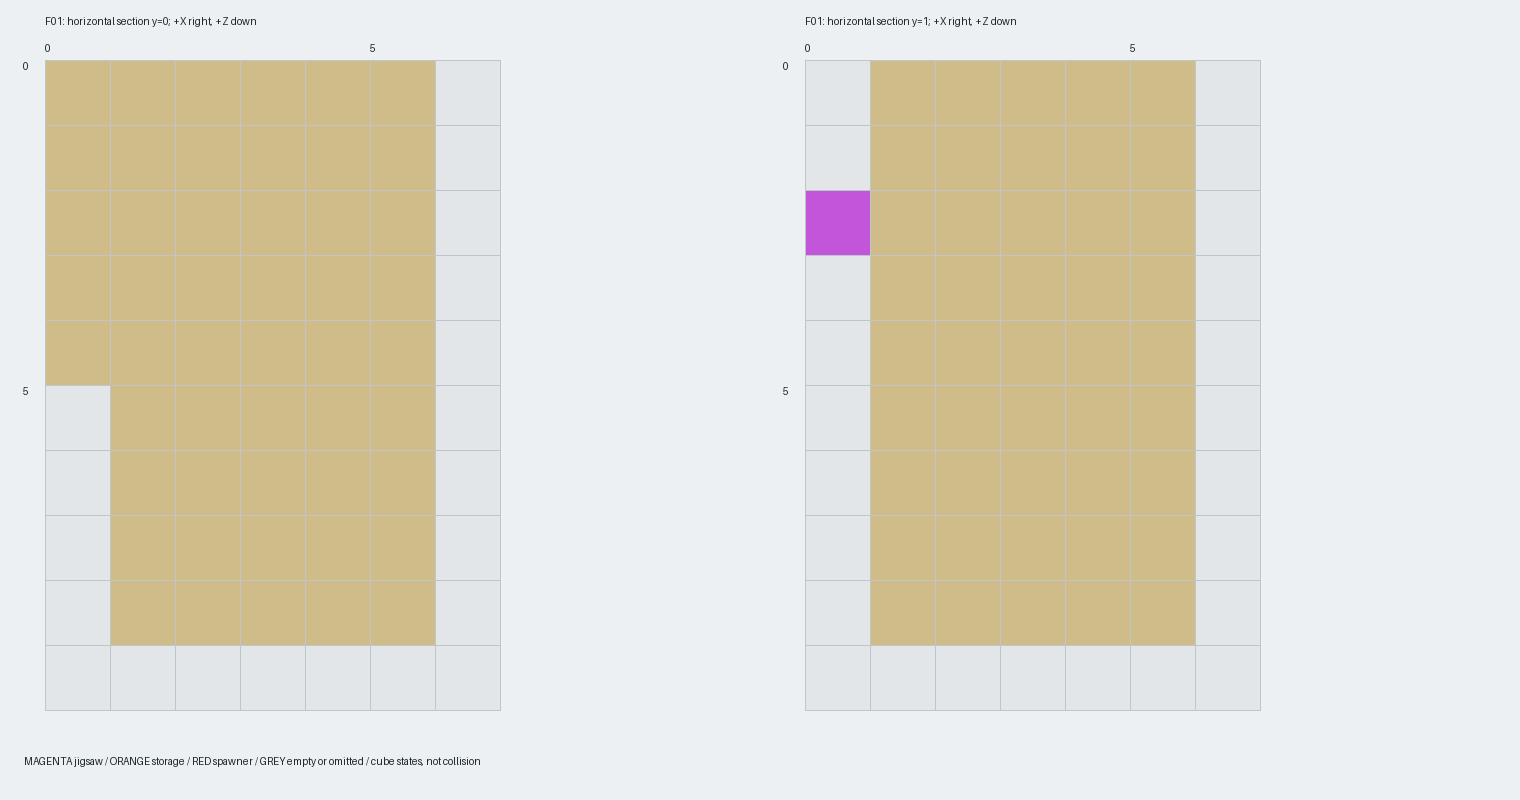 F01: horizontal section y=0; +X right, +Z down
F01: horizontal section y=1; +X right, +Z down
0 5
0 5
0
0
5
5
MAGENTA jigsaw / ORANGE storage / RED spawner / GREY empty or omitted / cube states, not collision